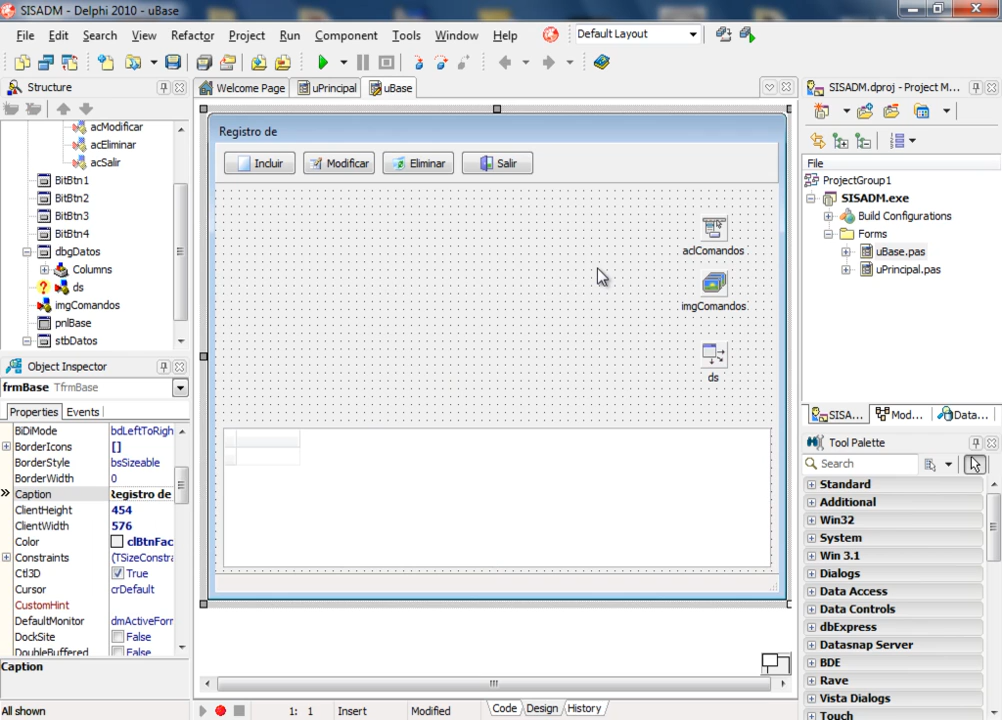 SISADM - Delphi 2010 - uBase
File Edit Search View Refactor Project Run Component Tools Window Help
Default Layout
Structure
Welcome Page
uPrincipal
uBase
SISADM.dproj - Project M...
acModificar
acEliminar
acSalir
BitBtn1
BitBtn2
BitBtn3
BitBtn4
dbgDatos
Columns
ds
imgComandos
pnlBase
stbDatos
Registro de
Incluir
Modificar
Eliminar
Salir
aclComandos
imgComandos
ds
File
ProjectGroup1
SISADM.exe
Build Configurations
Forms
uBase.pas
uPrincipal.pas
SISA...
Mod...
Data...
Object Inspector
frmBase TfrmBase
Properties Events
BiDiMode bdLeftToRigh
BorderIcons []
BorderStyle bsSizeable
BorderWidth 0
Caption Registro de
ClientHeight 454
ClientWidth 576
Color clBtnFac
Constraints (TSizeConstra
Ctl3D True
Cursor crDefault
CustomHint
DefaultMonitor dmActiveForm
DockSite False
DoubleBuffered False
Caption
All shown
Tool Palette
Search
Standard
Additional
Win32
System
Win 3.1
Dialogs
Data Access
Data Controls
dbExpress
Datasnap Server
BDE
Rave
Vista Dialogs
Touch
1: 1 Insert Modified
Code Design History